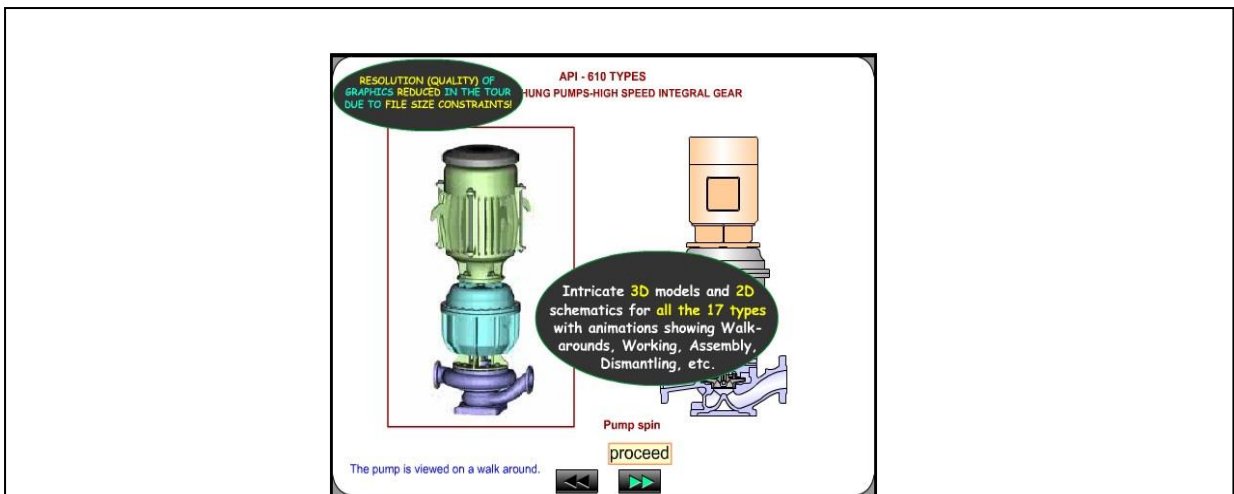 RESOLUTION (QUALITY) OF
GRAPHICS REDUCED IN THE TOUR
DUE TO FILE SIZE CONSTRAINTS!
API - 610 TYPES
PUMPS-HIGH SPEED INTEGRAL GEAR
Intricate 3D models and 2D
schematics for all the 17 types
with animations showing Walk-
arounds, Working, Assembly,
Dismantling, etc.
Pump spin
proceed
The pump is viewed on a walk around.